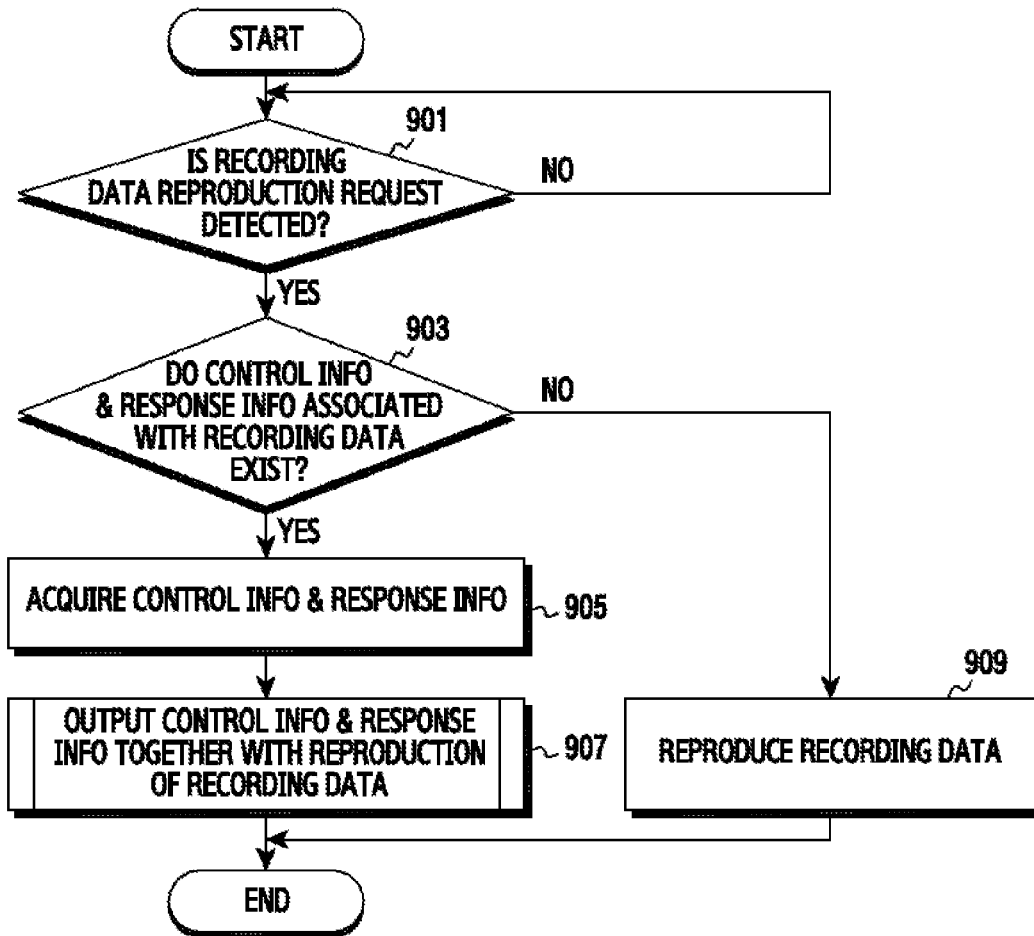 START
901
IS RECORDING
DATA REPRODUCTION REQUEST
DETECTED?
NO
YES
903
DO CONTROL INFO
& RESPONSE INFO ASSOCIATED
WITH RECORDING DATA
EXIST?
NO
YES
ACQUIRE CONTROL INFO & RESPONSE INFO
905
909
OUTPUT CONTROL INFO & RESPONSE
INFO TOGETHER WITH REPRODUCTION
OF RECORDING DATA
907
REPRODUCE RECORDING DATA
END